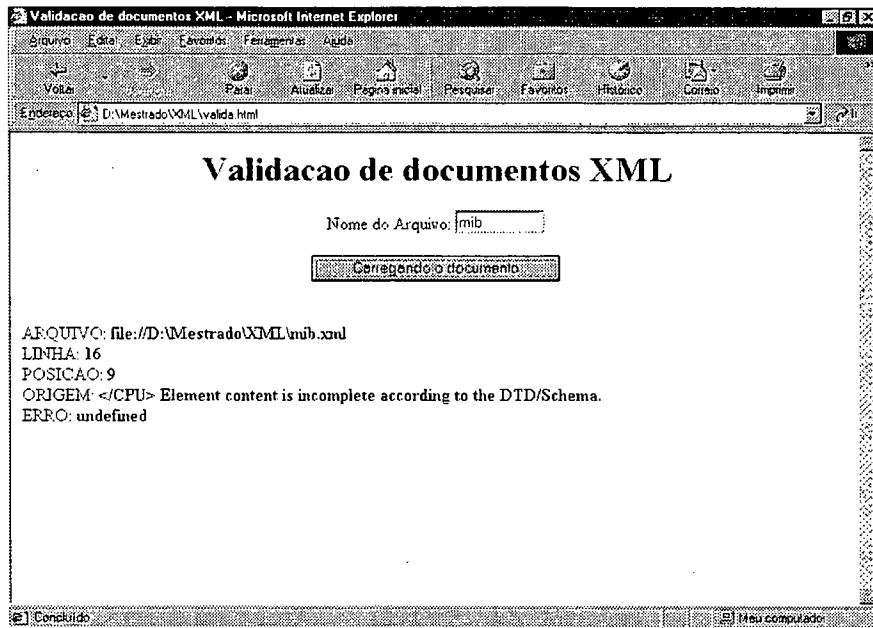 Validacao de documentos XML - Microsoft Internet Explorer
Arquivo Editar Exibir Favoritos Ferramentas Ajuda
Voltar Parar Atualizar Página inicial Pesquisar Favoritos Histórico Correio Imprimir
Endereço D:\Mestrado\XML\valida.html
Validacao de documentos XML
Nome do Arquivo: mib
Carregando o documento
ARQUIVO: file://D:\Mestrado\XML\mib.xml
LINHA: 16
POSICAO: 9
ORIGEM: </CPU> Element content is incomplete according to the DTD/Schema.
ERRO: undefined
Concluído Meu computador